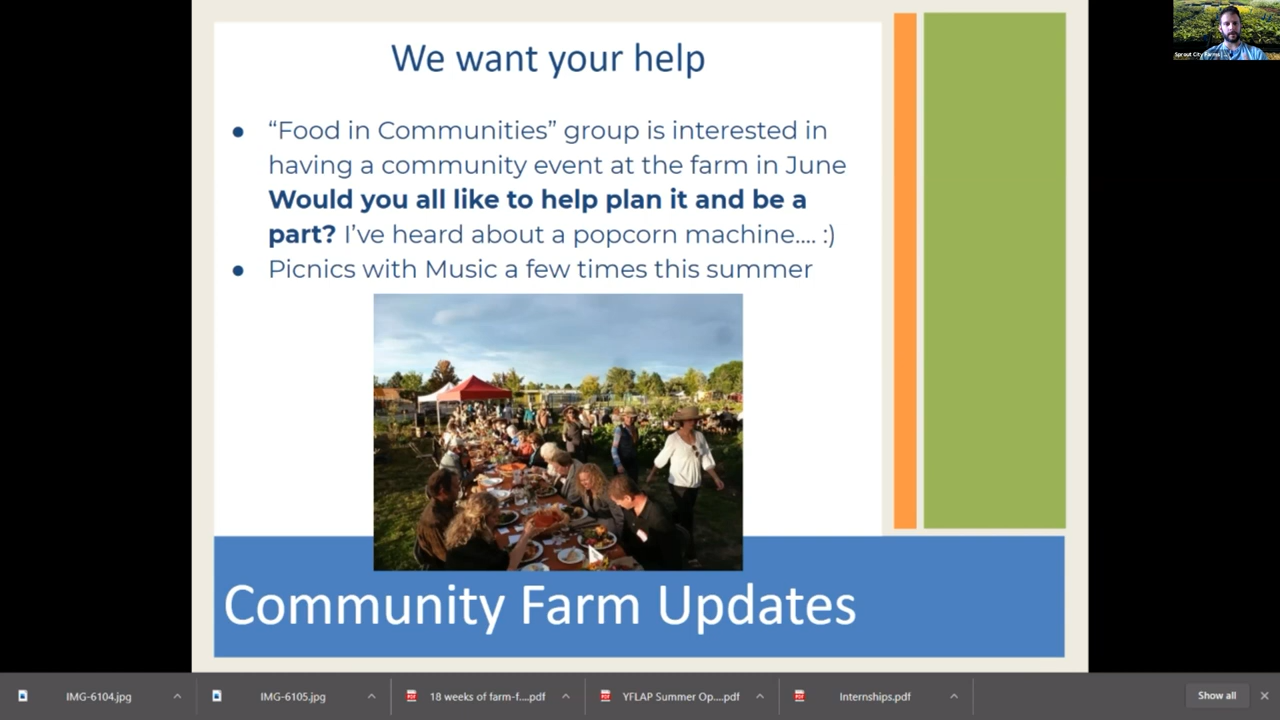 Sprout City Farms
We want your help
● “Food in Communities” group is interested in
having a community event at the farm in June
Would you all like to help plan it and be a
part? I’ve heard about a popcorn machine.... :)
● Picnics with Music a few times this summer
Community Farm Updates
IMG-6104.jpg
IMG-6105.jpg
18 weeks of farm-f....pdf
YFLAP Summer Op....pdf
Internships.pdf
Show all